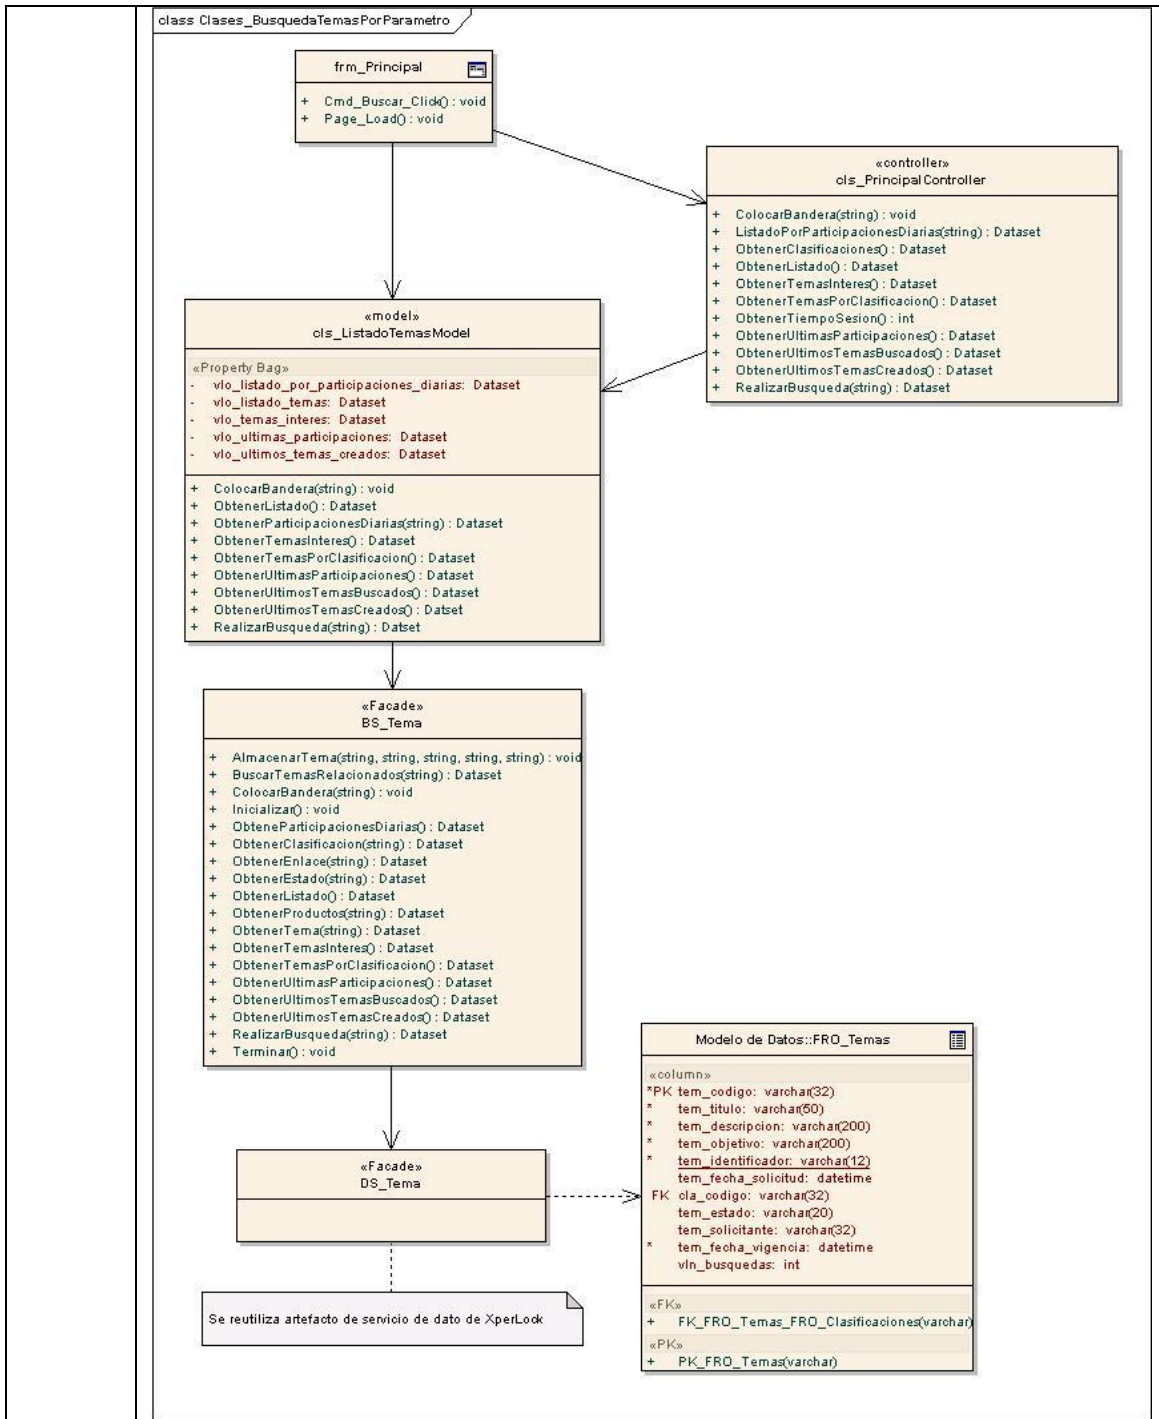 class Clases_BusquedaTemasPorParametro
frm_Principal
+ Cmd_Buscar_Click() : void
+ Page_Load() : void
«controller»
cls_PrincipalController
+ ColocarBandera(string) : void
+ ListadoPorParticipacionesDiarias(string) : Dataset
+ ObtenerClasificaciones() : Dataset
+ ObtenerListado() : Dataset
+ ObtenerTemasInteres() : Dataset
+ ObtenerTemasPorClasificacion() : Dataset
+ ObtenerTiempoSesion() : int
+ ObtenerUltimasParticipaciones() : Dataset
+ ObtenerUltimosTemasBuscados() : Dataset
+ ObtenerUltimosTemasCreados() : Dataset
+ RealizarBusqueda(string) : Dataset
«model»
cls_ListadoTemasModel
«Property Bag»
- vlo_listado_por_participaciones_diarias: Dataset
- vlo_listado_temas: Dataset
- vlo_temas_interes: Dataset
- vlo_ultimas_participaciones: Dataset
- vlo_ultimos_temas_creados: Dataset
+ ColocarBandera(string) : void
+ ObtenerListado() : Dataset
+ ObtenerParticipacionesDiarias(string) : Dataset
+ ObtenerTemasInteres() : Dataset
+ ObtenerTemasPorClasificacion() : Dataset
+ ObtenerUltimasParticipaciones() : Dataset
+ ObtenerUltimosTemasBuscados() : Dataset
+ ObtenerUltimosTemasCreados() : Datset
+ RealizarBusqueda(string) : Datset
«Facade»
BS_Tema
+ AlmacenarTema(string, string, string, string, string) : void
+ BuscarTemasRelacionados(string) : Dataset
+ ColocarBandera(string) : void
+ Inicializar() : void
+ ObteneParticipacionesDiarias() : Dataset
+ ObtenerClasificacion(string) : Dataset
+ ObtenerEnlace(string) : Dataset
+ ObtenerEstado(string) : Dataset
+ ObtenerListado() : Dataset
+ ObtenerProductos(string) : Dataset
+ ObtenerTema(string) : Dataset
+ ObtenerTemasInteres() : Dataset
+ ObtenerTemasPorClasificacion() : Dataset
+ ObtenerUltimasParticipaciones() : Dataset
+ ObtenerUltimosTemasBuscados() : Dataset
+ ObtenerUltimosTemasCreados() : Dataset
+ RealizarBusqueda(string) : Dataset
+ Terminar() : void
Modelo de Datos::FRO_Temas
«column»
*PK tem_codigo: varchar(32)
* tem_titulo: varchar(50)
* tem_descripcion: varchar(200)
* tem_objetivo: varchar(200)
* tem_identificador: varchar(12)
tem_fecha_solicitud: datetime
FK cla_codigo: varchar(32)
tem_estado: varchar(20)
tem_solicitante: varchar(32)
* tem_fecha_vigencia: datetime
vln_busquedas: int
«FK»
+ FK_FRO_Temas_FRO_Clasificaciones(varchar)
«PK»
+ PK_FRO_Temas(varchar)
«Facade»
DS_Tema
Se reutiliza artefacto de servicio de dato de XperLock